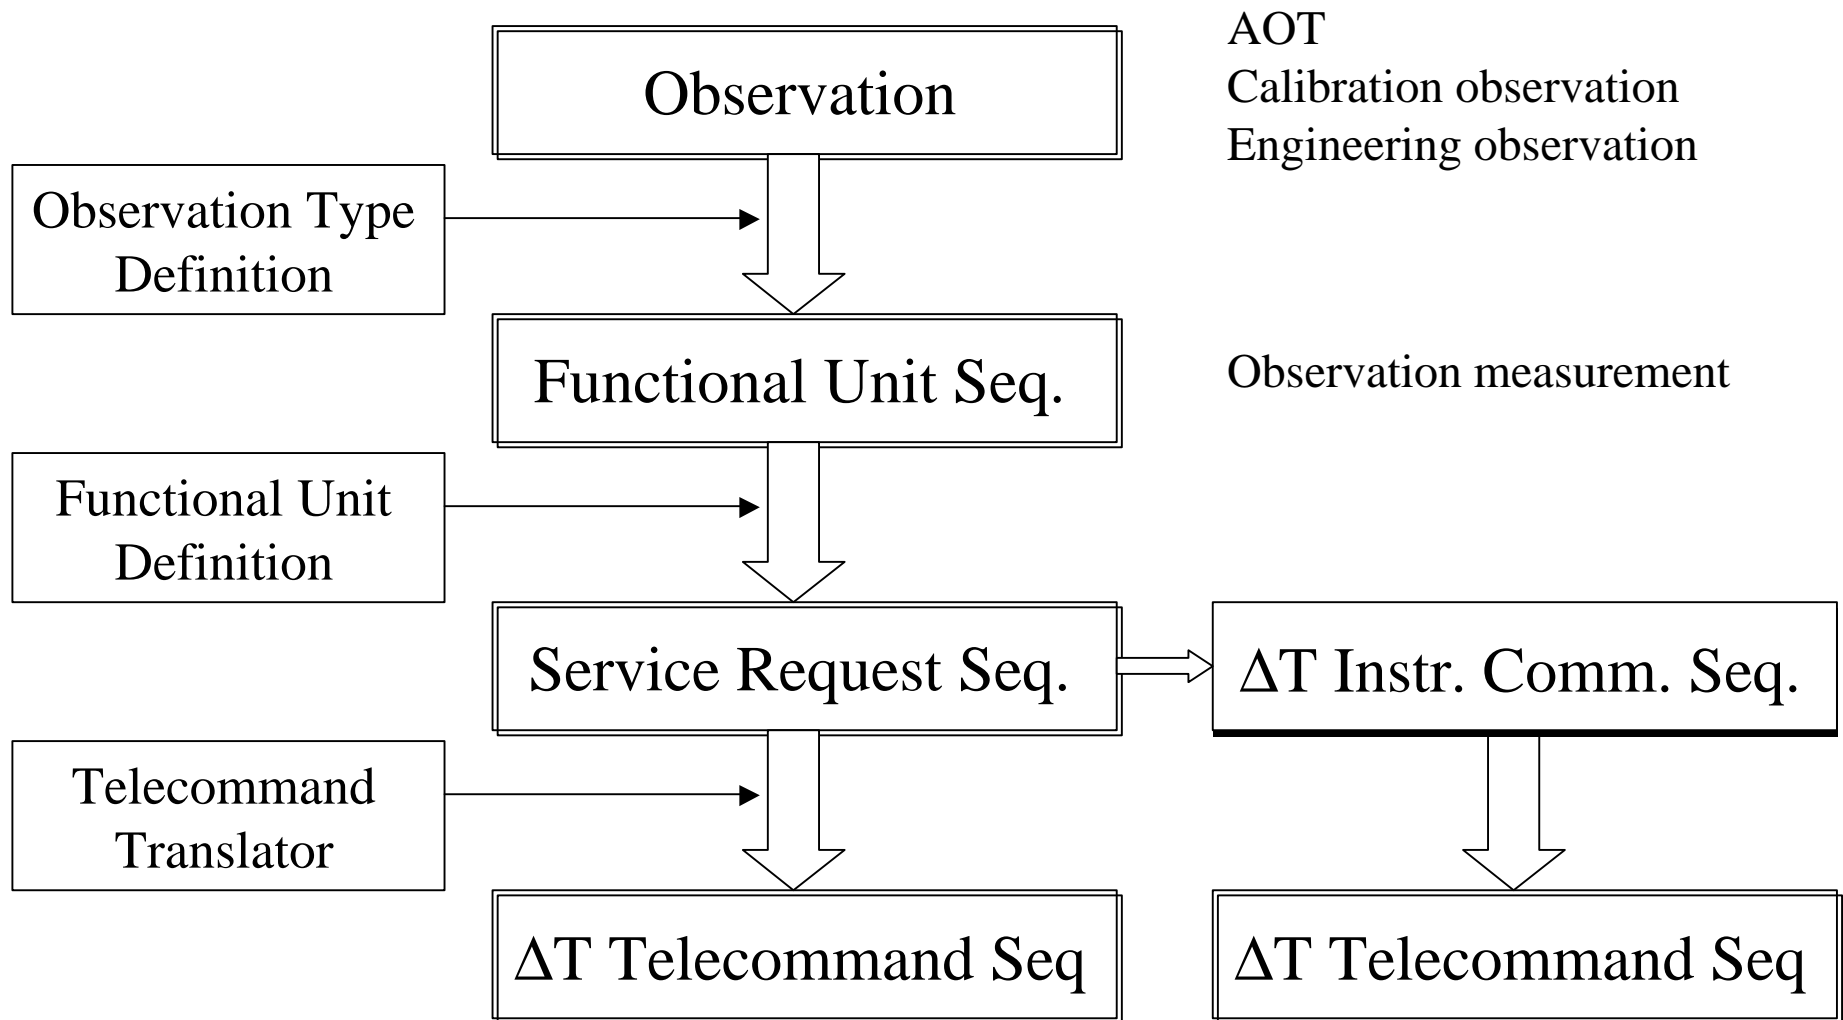 AOT
Observation
Calibration observation
Engineering observation
Observation Type
Definition
Functional Unit Seq.
Observation measurement
Functional Unit
Definition
Service Request Seq.
ΔT Instr. Comm. Seq.
Telecommand
Translator
ΔT Telecommand Seq
ΔT Telecommand Seq